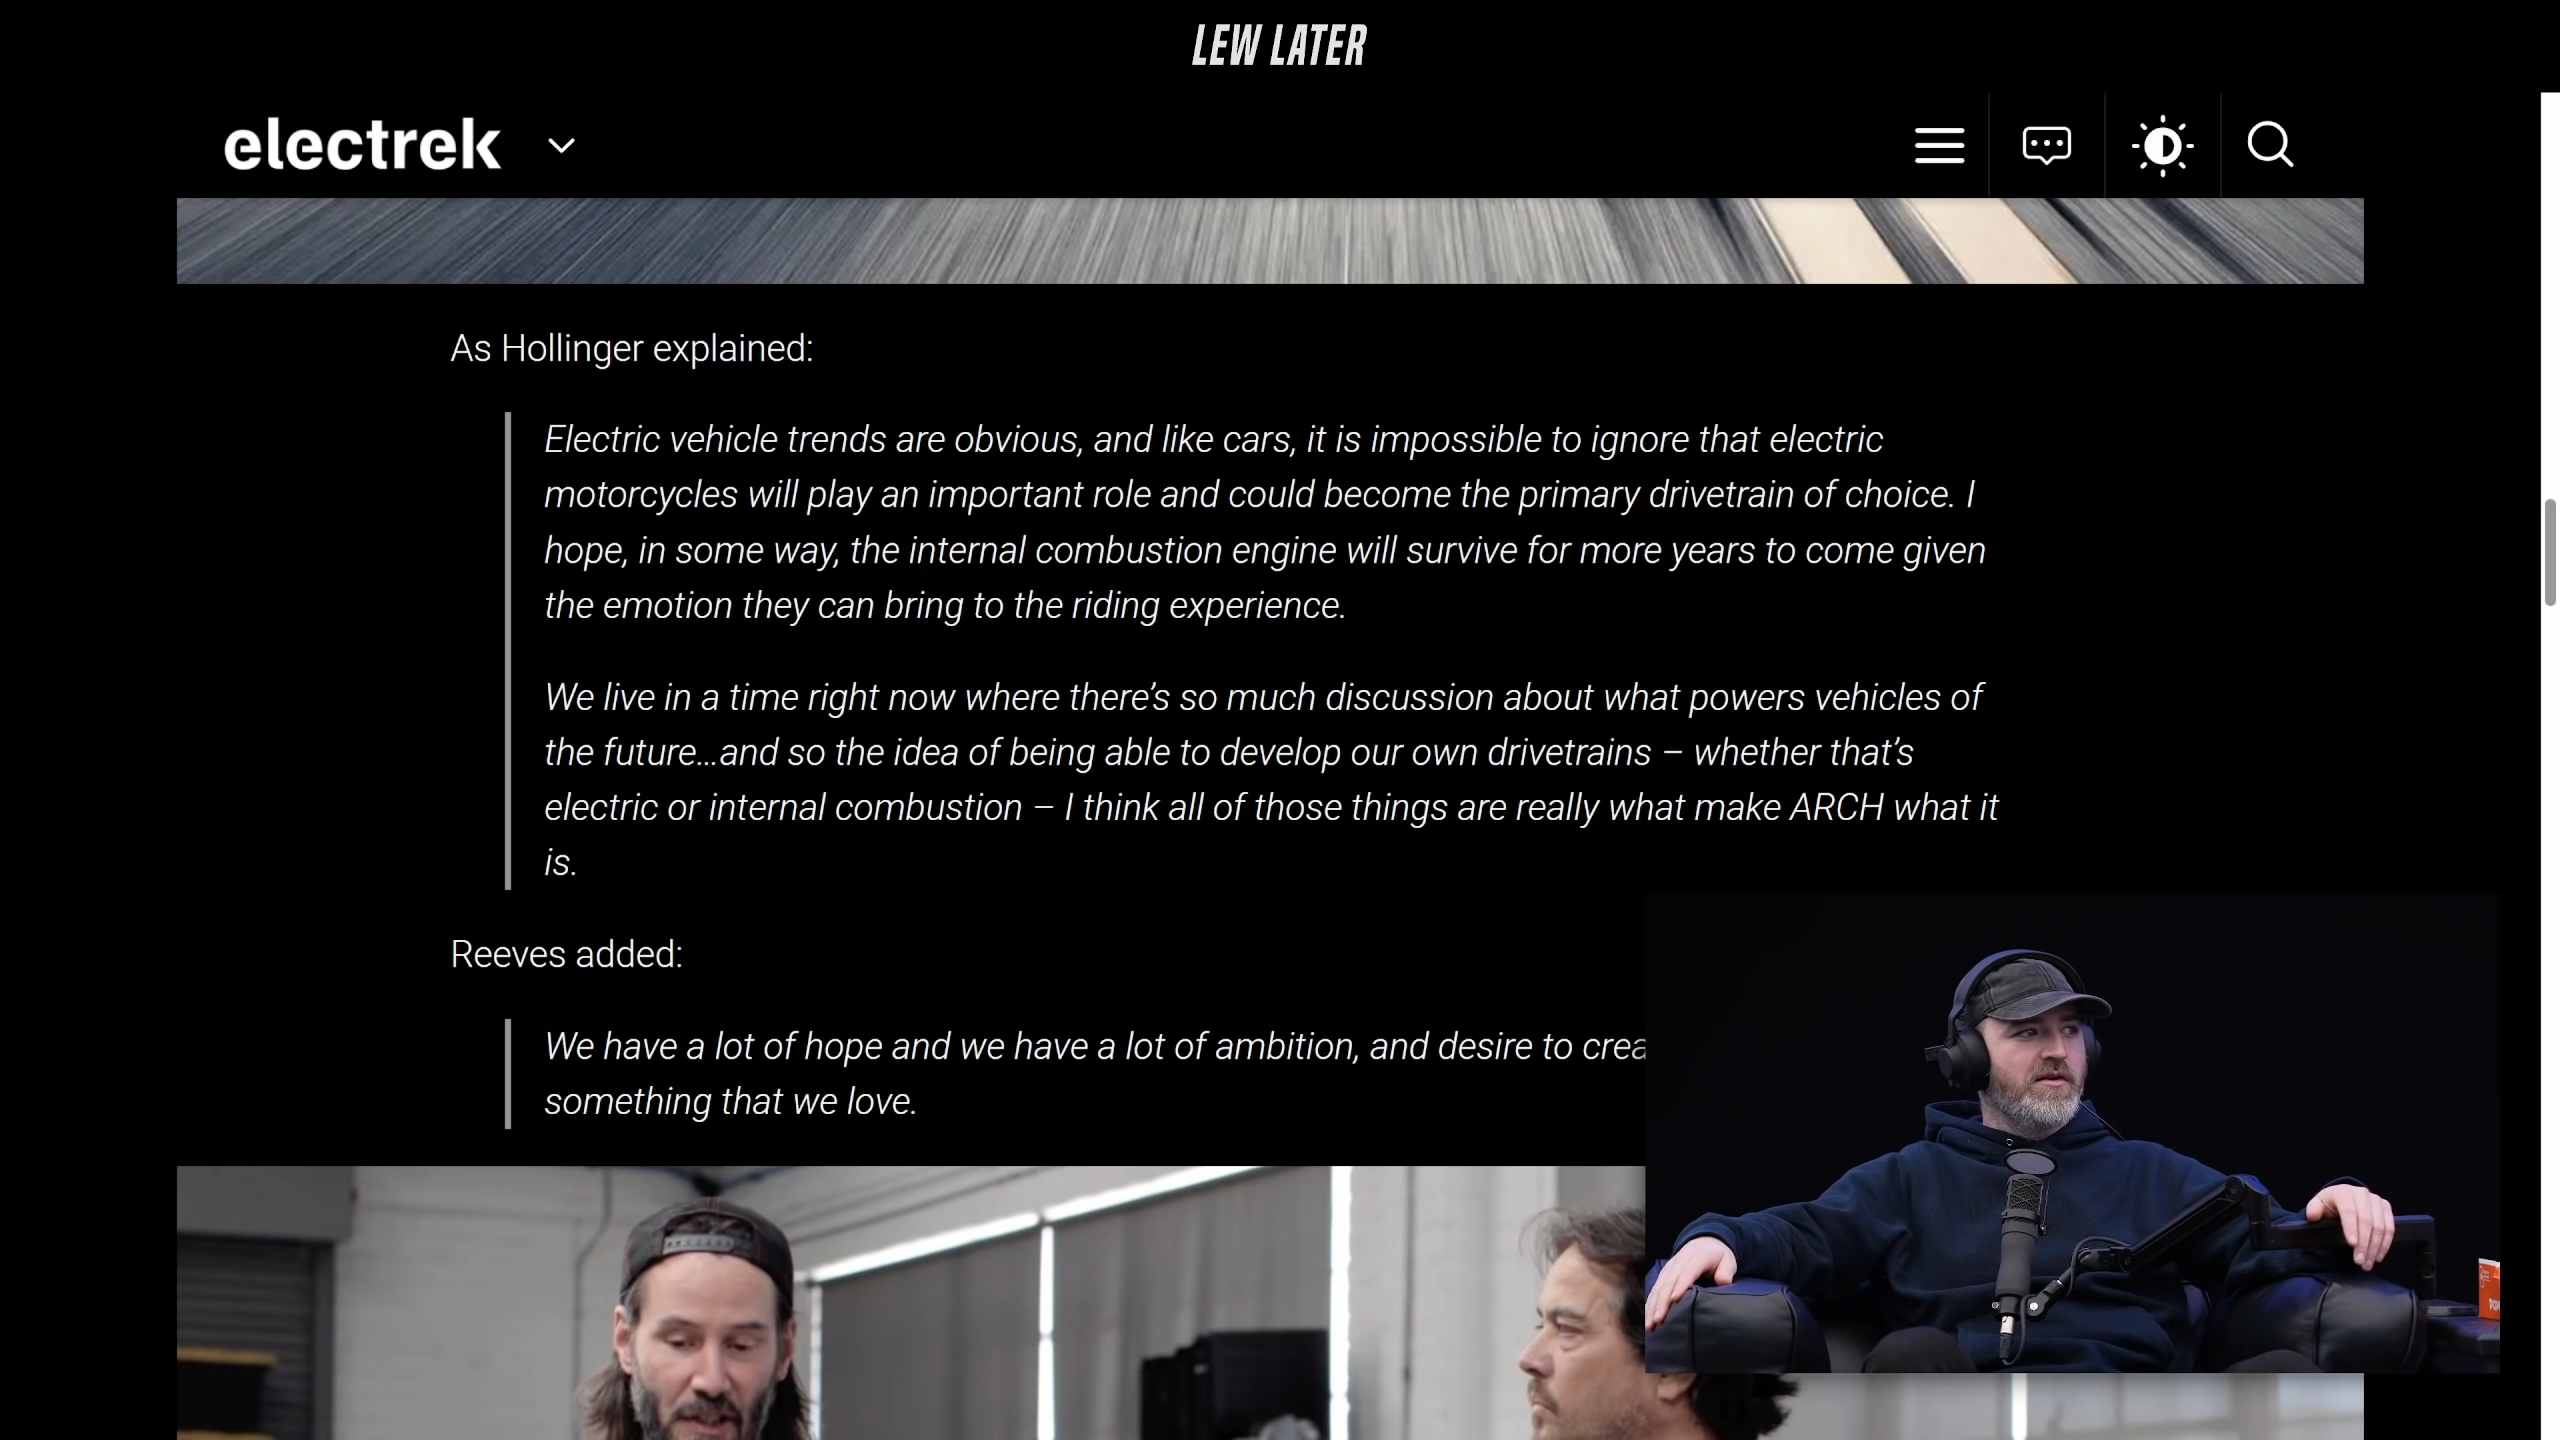 LEW LATER
electrek
As Hollinger explained:
Electric vehicle trends are obvious, and like cars, it is impossible to ignore that electric
motorcycles will play an important role and could become the primary drivetrain of choice. I
hope, in some way, the internal combustion engine will survive for more years to come given
the emotion they can bring to the riding experience.
We live in a time right now where there’s so much discussion about what powers vehicles of
the future…and so the idea of being able to develop our own drivetrains – whether that’s
electric or internal combustion – I think all of those things are really what make ARCH what it
is.
Reeves added:
We have a lot of hope and we have a lot of ambition, and desire to
something that we love.